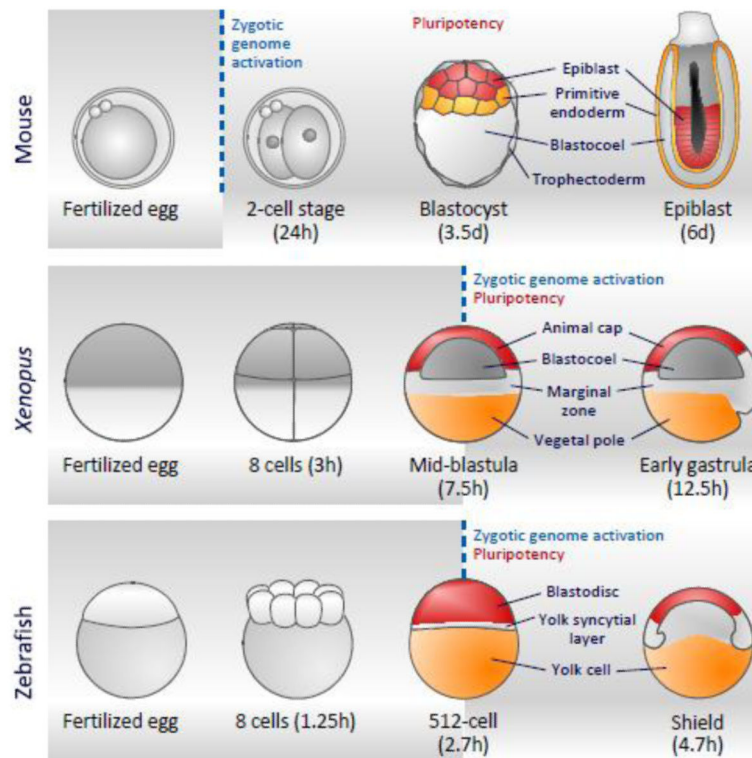 Mouse
Zygotic
genome
activation
Pluripotency
Epiblast
Primitive
endoderm
Blastocoel
Trophectoderm
Fertilized egg
2-cell stage
(24h)
Blastocyst
(3.5d)
Epiblast
(6d)
Xenopus
Zygotic genome activation
Pluripotency
Animal cap
Blastocoel
Marginal
zone
Vegetal pole
Fertilized egg
8 cells (3h)
Mid-blastula
(7.5h)
Early gastrula
(12.5h)
Zebrafish
Zygotic genome activation
Pluripotency
Blastodisc
Yolk syncytial
layer
Yolk cell
Fertilized egg
8 cells (1.25h)
512-cell
(2.7h)
Shield
(4.7h)